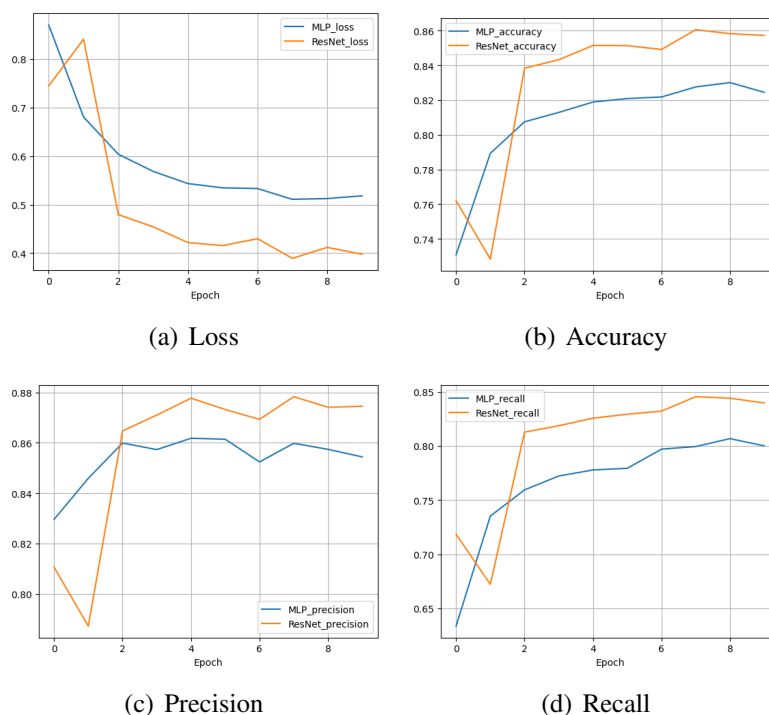 MLP_loss
ResNet_loss
0.8
0.7
0.6
0.5
0.4
0 2 4 6 8
Epoch
(a) Loss
MLP_accuracy
ResNet_accuracy
0.86
0.84
0.82
0.80
0.78
0.76
0.74
0 2 4 6 8
Epoch
(b) Accuracy
0.88
0.86
0.84
0.82
0.80
MLP_precision
ResNet_precision
0 2 4 6 8
Epoch
(c) Precision
MLP_recall
ResNet_recall
0.85
0.80
0.75
0.70
0.65
0 2 4 6 8
Epoch
(d) Recall